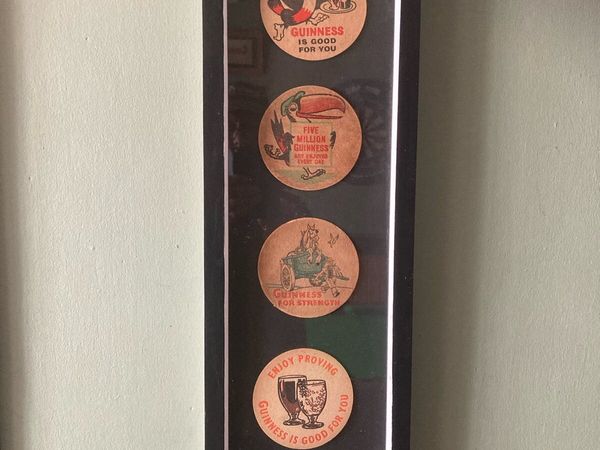 GUINNESS
IS GOOD
FOR YOU
FIVE
MILLION
GUINNESS
ARE ENJOYED
EVERY DAY
GUINNESS
FOR STRENGTH
ENJOY PROVING
GUINNESS IS GOOD FOR YOU